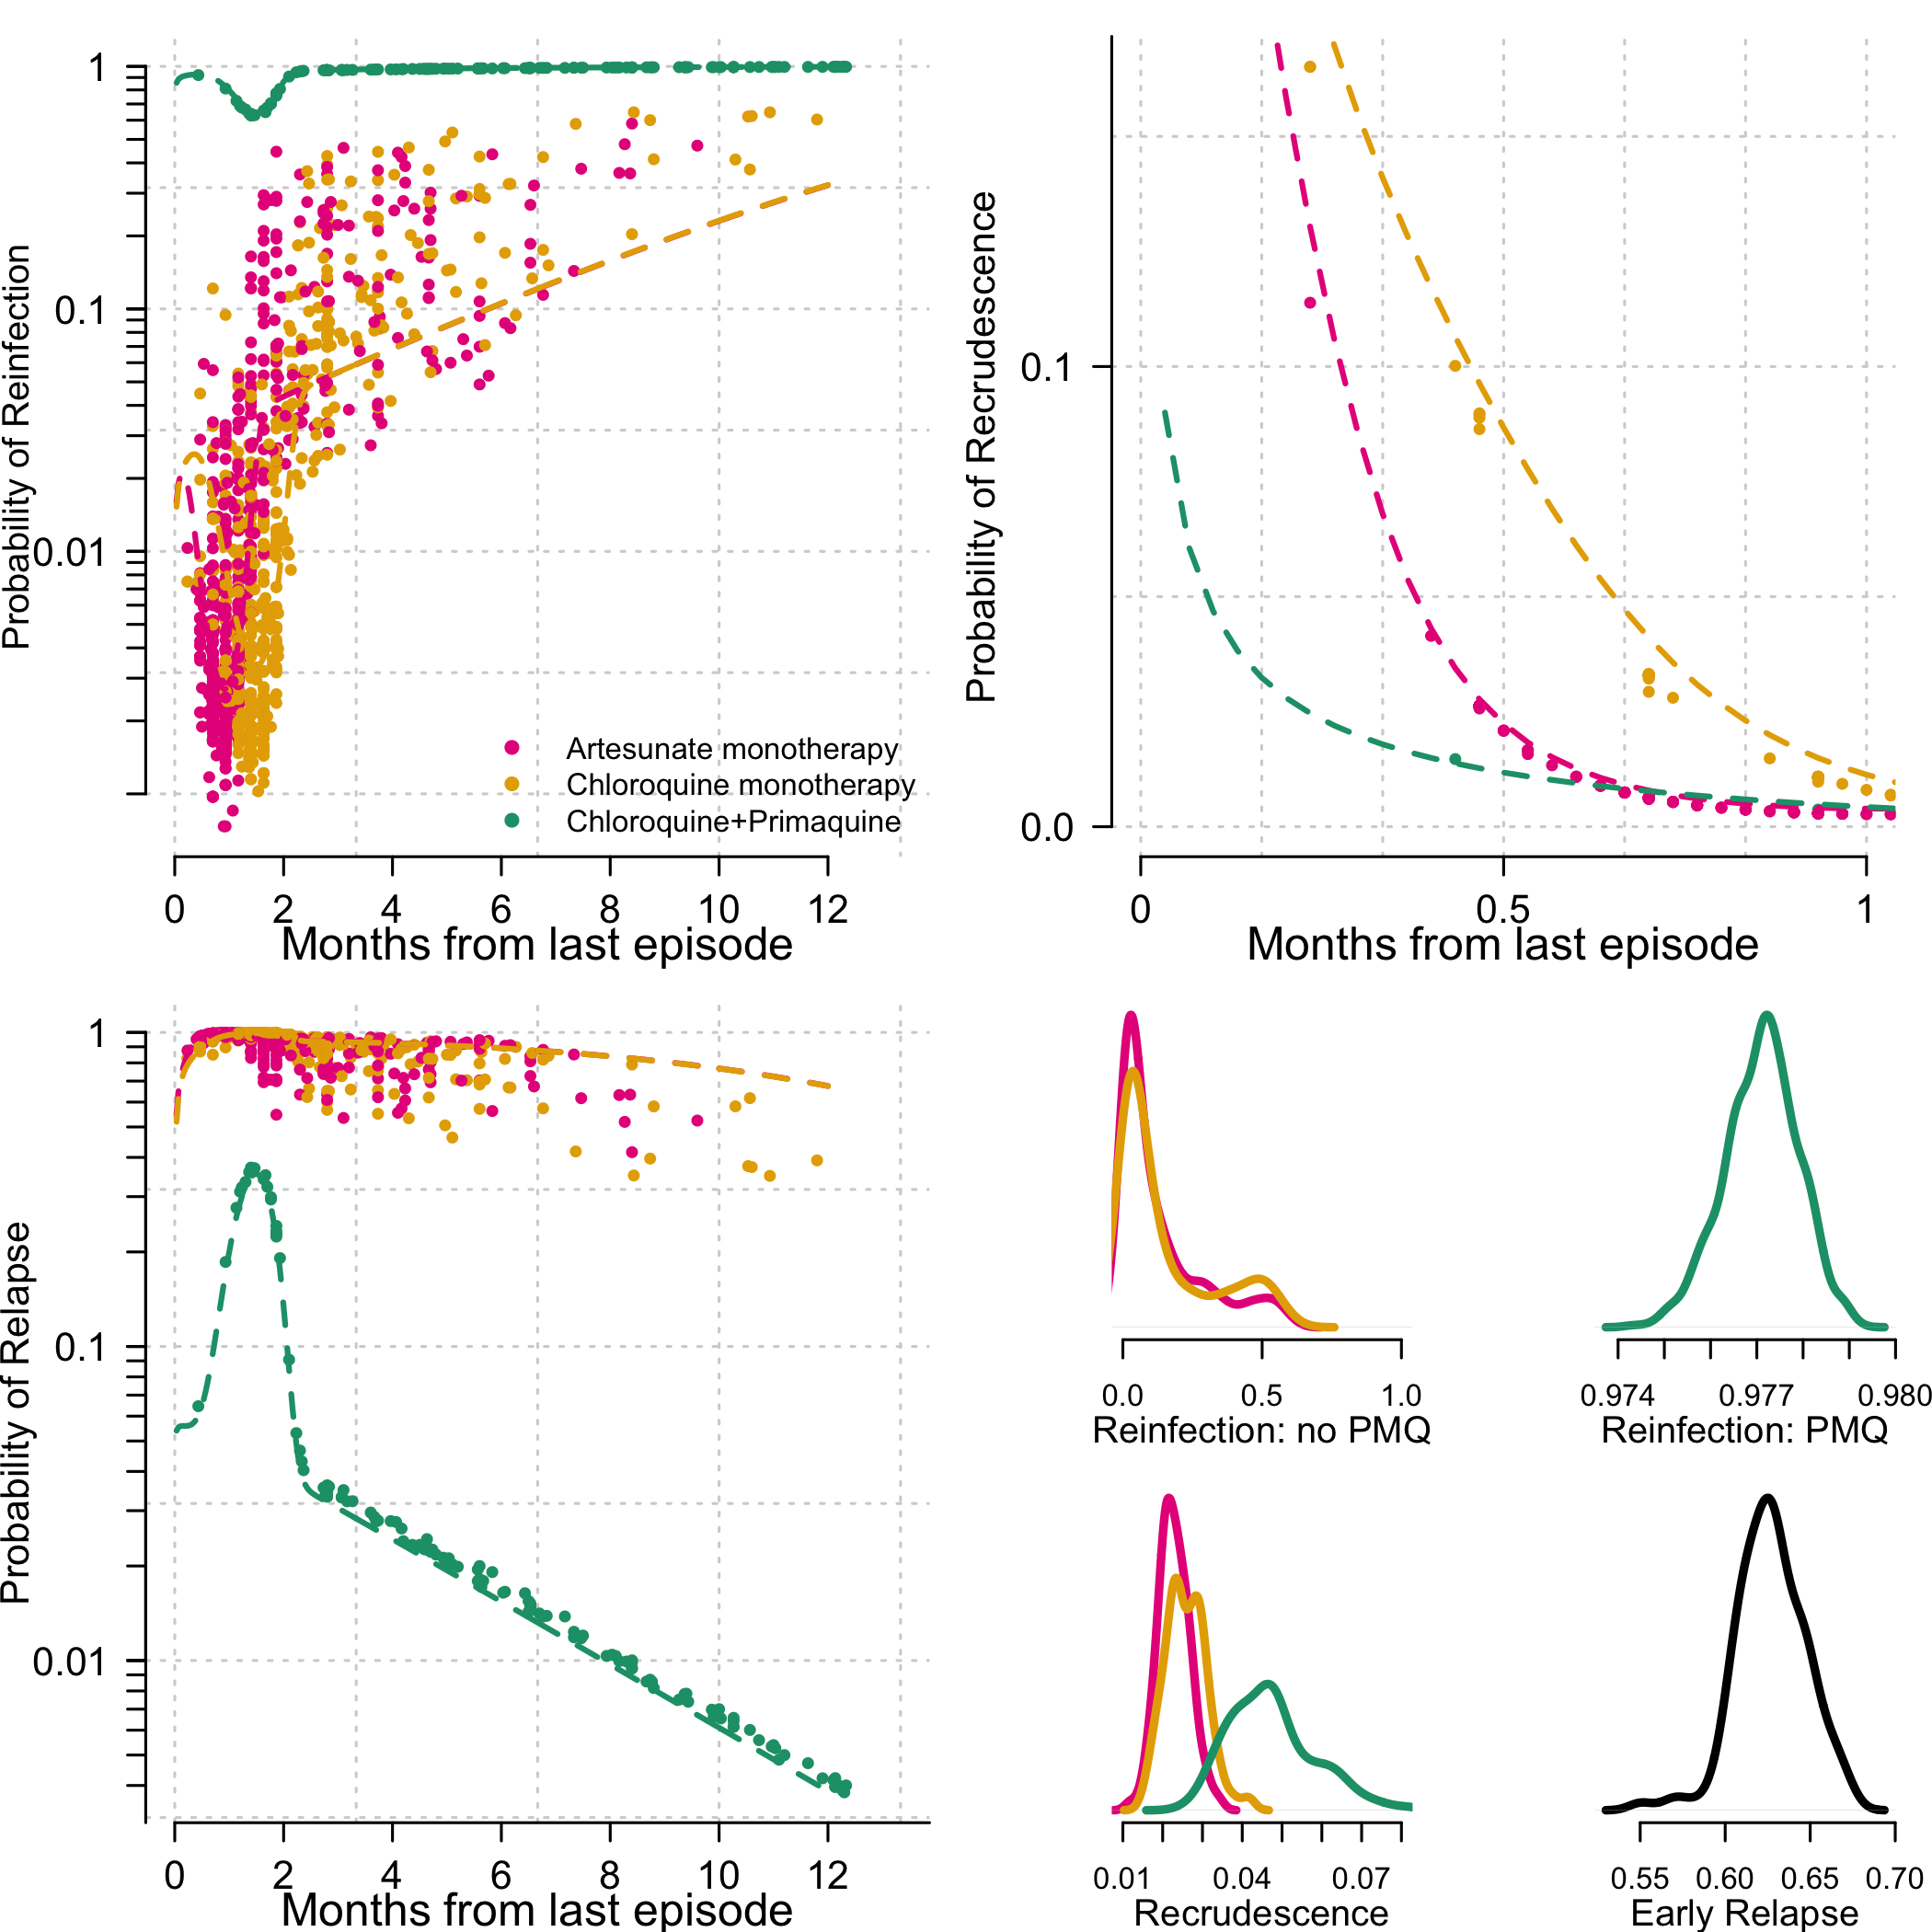 Probability of Reinfection
1
0.1
0.01
Artesunate monotherapy
Chloroquine monotherapy
Chloroquine+Primaquine
0 2 4 6 8 10 12
Months from last episode
Probability of Recrudescence
0.1
0.0
0 0.5 1
Months from last episode
Probability of Relapse
1
0.1
0.01
0 2 4 6 8 10 12
Months from last episode
0.0 0.5 1.0
Reinfection: no PMQ
0.974 0.977 0.980
Reinfection: PMQ
0.01 0.04 0.07
Recrudescence
0.55 0.60 0.65 0.70
Early Relapse